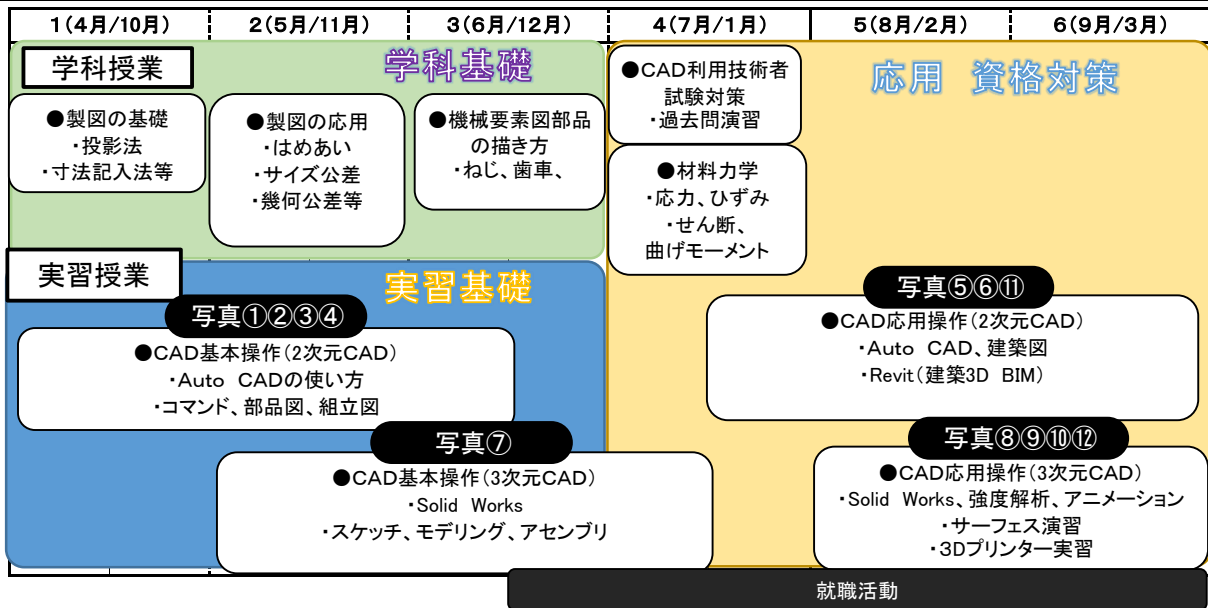 1(4月/10月)
2(5月/11月)
3(6月/12月)
4(7月/1月)
5(8月/2月)
6(9月/3月)
学科授業
学科基礎
応用 資格対策
●製図の基礎
・投影法
・寸法記入法等
●製図の応用
・はめあい
・サイズ公差
・幾何公差等
●機械要素図部品
の描き方
・ねじ、歯車、
●CAD利用技術者
試験対策
・過去問演習
●材料力学
・応力、ひずみ
・せん断、
曲げモーメント
実習授業
実習基礎
写真①②③④
●CAD基本操作(2次元CAD)
・Auto CADの使い方
・コマンド、部品図、組立図
写真⑤⑥⑪
●CAD応用操作(2次元CAD)
・Auto CAD、建築図
・Revit(建築3D BIM)
写真⑦
●CAD基本操作(3次元CAD)
・Solid Works
・スケッチ、モデリング、アセンブリ
写真⑧⑨⑩⑫
●CAD応用操作(3次元CAD)
・Solid Works、強度解析、アニメーション
・サーフェス演習
・3Dプリンター実習
就職活動